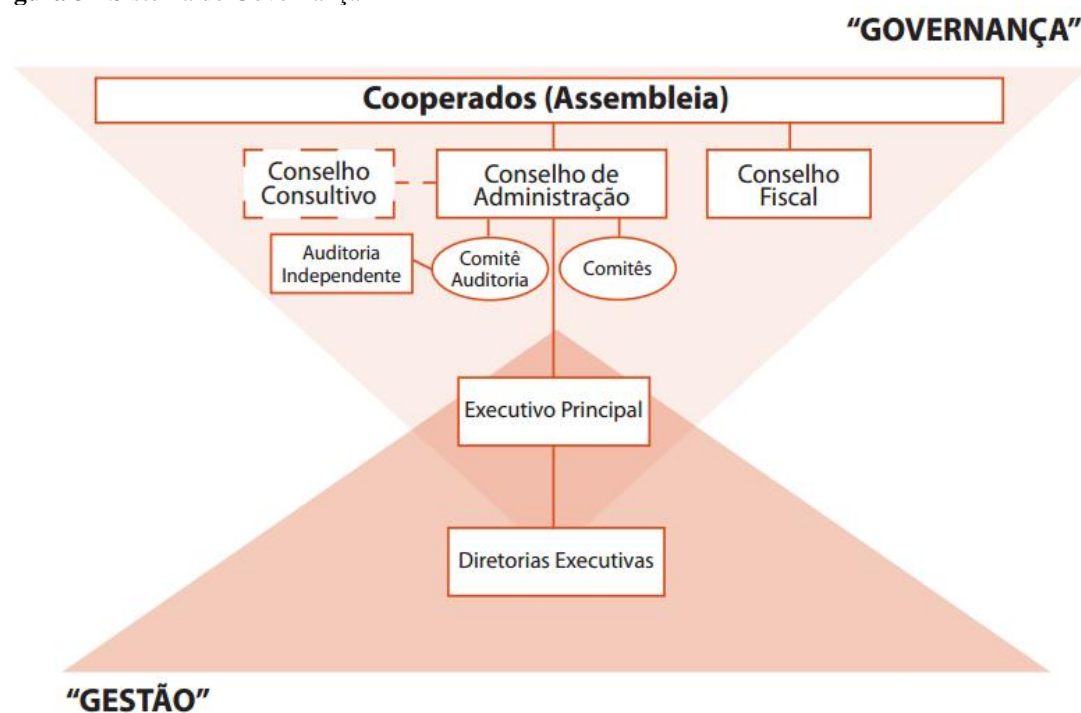 "GOVERNANÇA"
Cooperados (Assembleia)
Conselho
Consultivo
Conselho de
Administração
Conselho
Fiscal
Auditoria
Independente
Comitê
Auditoria
Comitês
Executivo Principal
Diretorias Executivas
"GESTÃO"